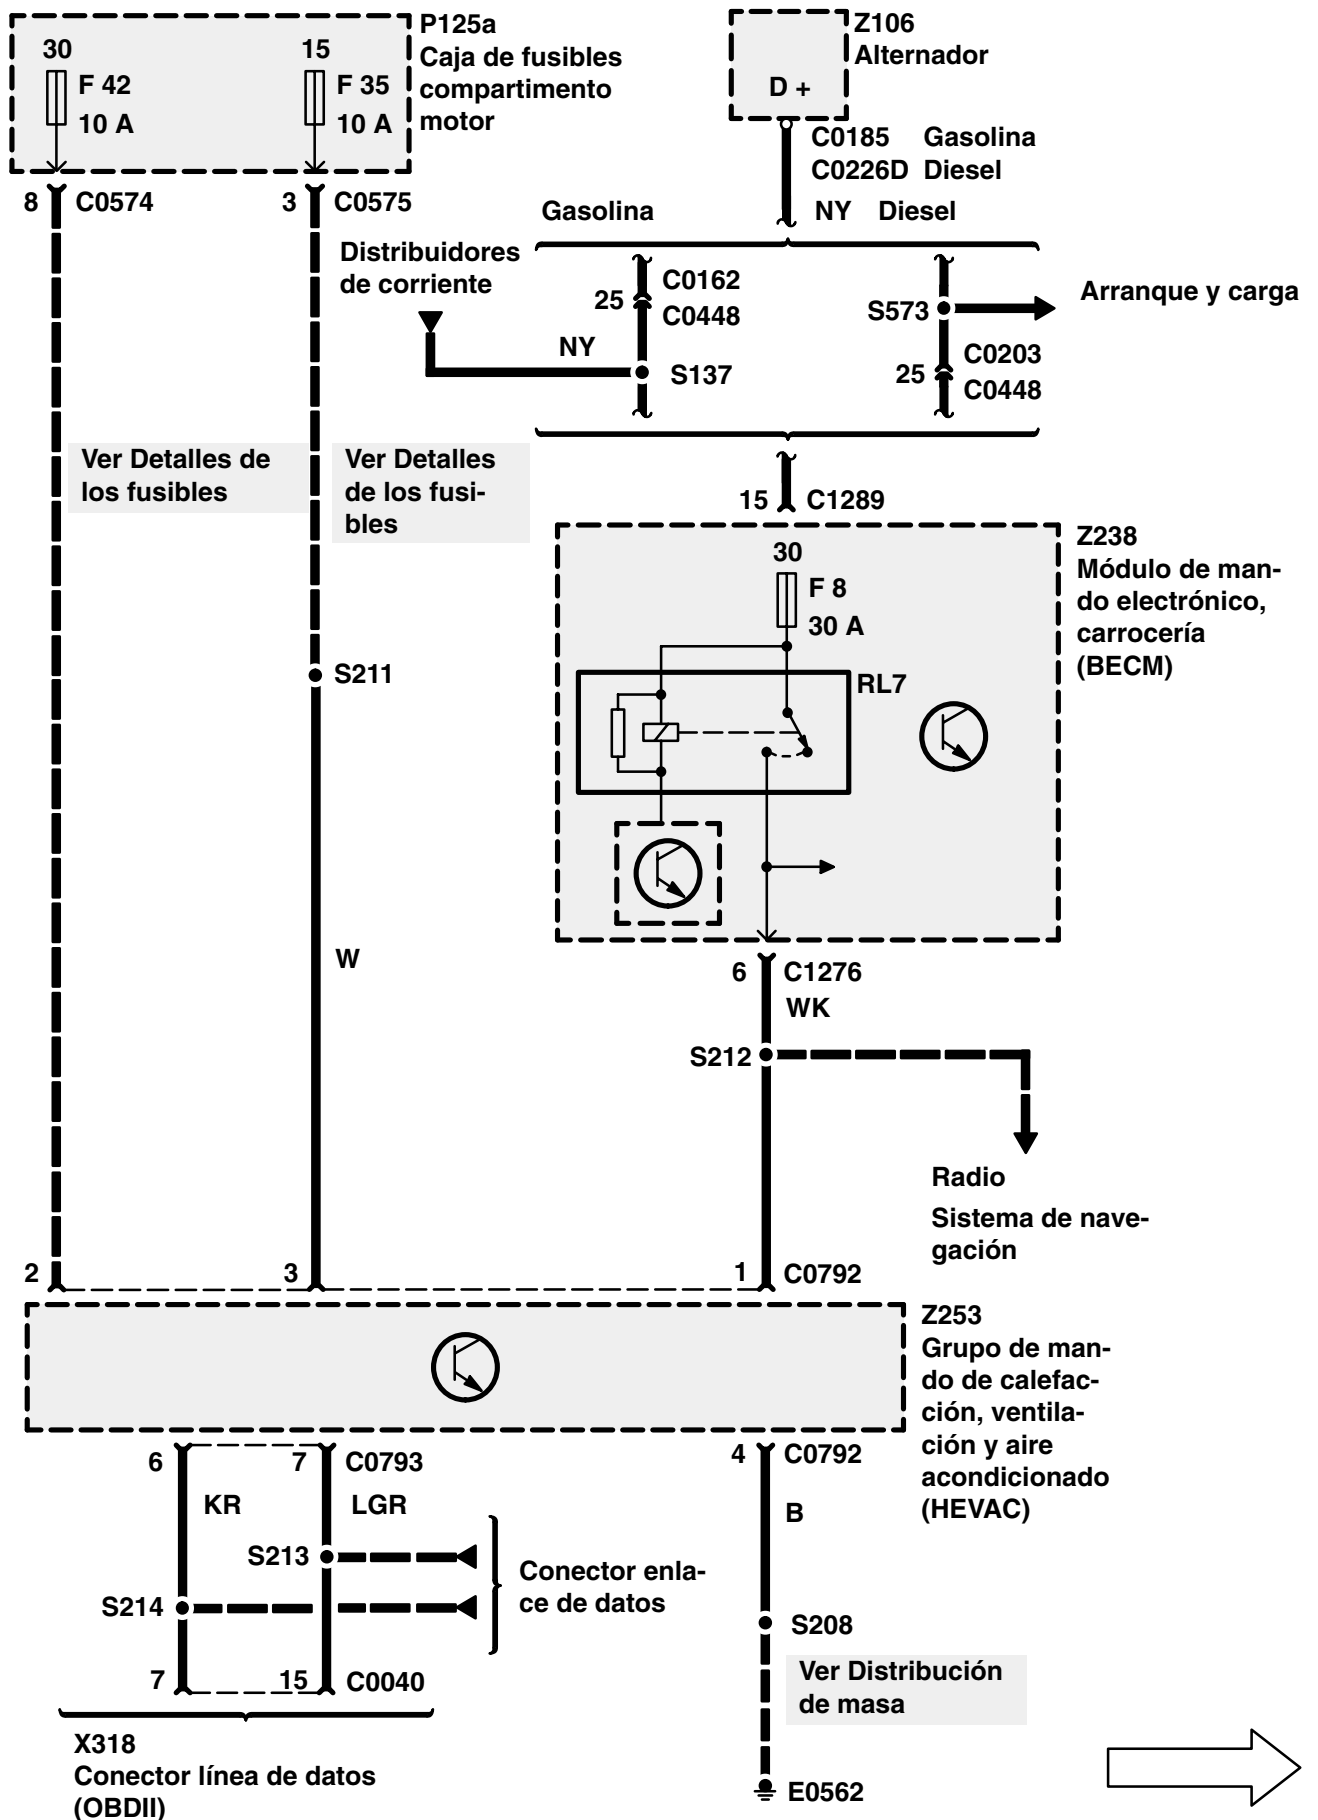 P125a
Caja de fusibles
compartimento
motor
30
F 42
10 A
15
F 35
10 A
Z106
Alternador
D +
C0185 Gasolina
C0226D Diesel
8 C0574
3 C0575
Gasolina
NY Diesel
Distribuidores
de corriente
25
C0162
C0448
NY
S137
S573
Arranque y carga
25
C0203
C0448
Ver Detalles de
los fusibles
Ver Detalles
de los fusi-
bles
15 C1289
Z238
Módulo de man-
do electrónico,
carrocería
(BECM)
30
F 8
30 A
RL7
S211
W
6 C1276
WK
S212
Radio
Sistema de nave-
gación
2
3
1 C0792
Z253
Grupo de man-
do de calefac-
ción, ventila-
ción y aire
acondicionado
(HEVAC)
6
7 C0793
4 C0792
KR
LGR
B
S213
S214
Conector enla-
ce de datos
S208
7
15 C0040
Ver Distribución
de masa
X318
Conector línea de datos
(OBDII)
E0562